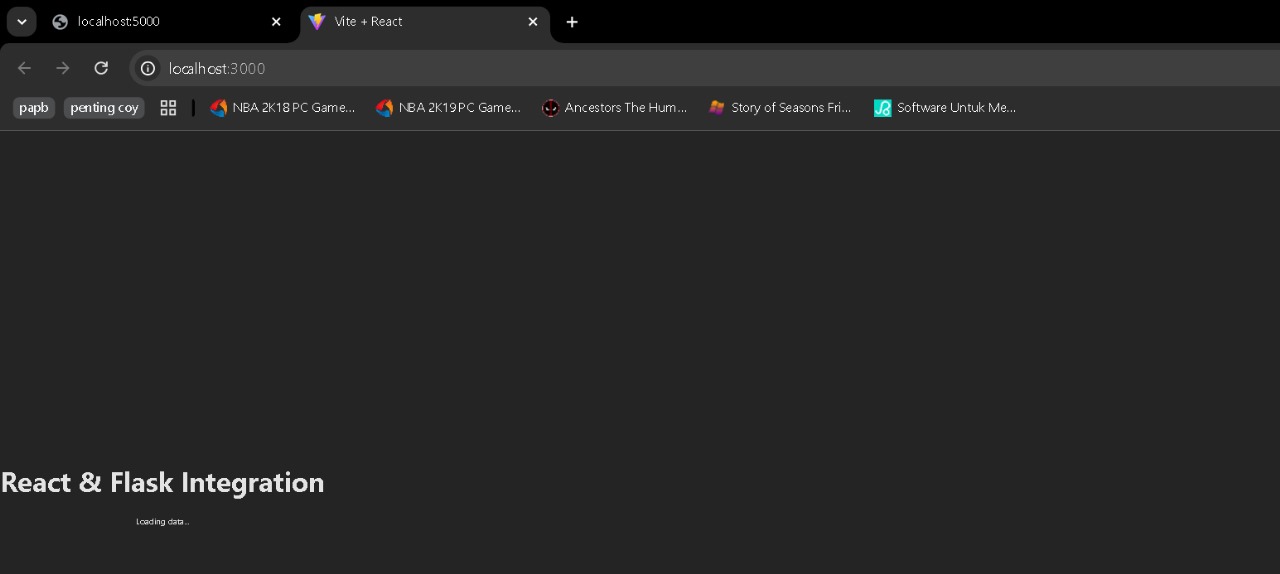 localhost:5000
Vite + React
localhost:3000
papb
penting coy
NBA 2K18 PC Game...
NBA 2K19 PC Game...
Ancestors The Hum...
Story of Seasons Fri...
Software Untuk Me...
React & Flask Integration
Loading data...